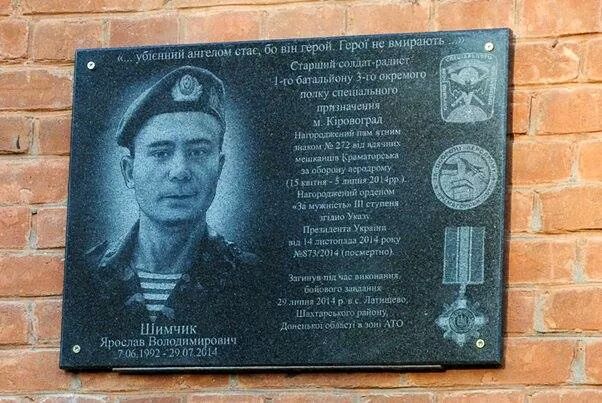 "... убієнний ангелом стає, бо він герой. Герої не вмирають ..."
Старший солдат-радист
1-го батальйону 3-го окремого
полку спеціального
призначення
м. Кіровоград
Нагороджений пам'ятним
знаком № 272 від вдячних
мешканців Краматорська
за оборону аеродрому
(15 квітня - 5 липня 2014рр.).
Нагороджений орденом
"За мужність" ІІІ ступеня
згідно Указу
Президента України
від 14 листопада 2014 року
№873/2014 (посмертно).
Загинув під час виконання
бойового завдання
29 липня 2014 р в с. Латишево,
Шахтарського району,
Донецької області в зоні АТО
Шимчик
Ярослав Володимирович
7.06.1992 - 29.07.2014